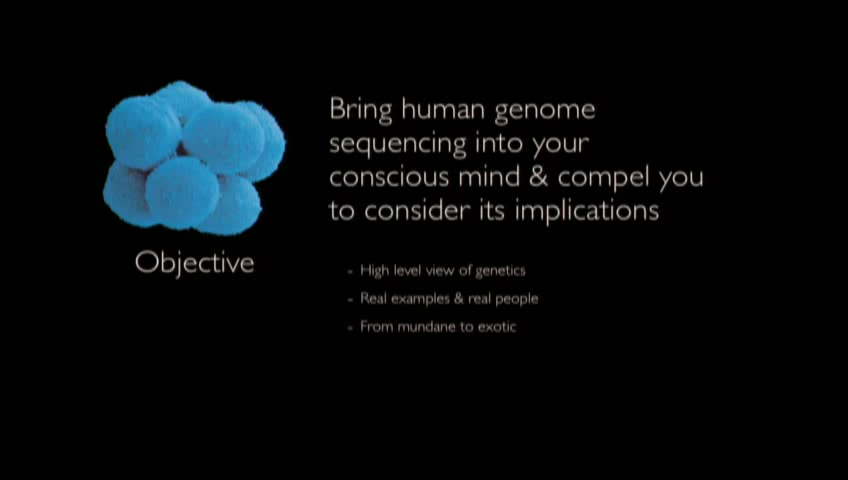 Bring human genome
sequencing into your
conscious mind & compel you
to consider its implications
Objective
- High level view of genetics
- Real examples & real people
- From mundane to exotic